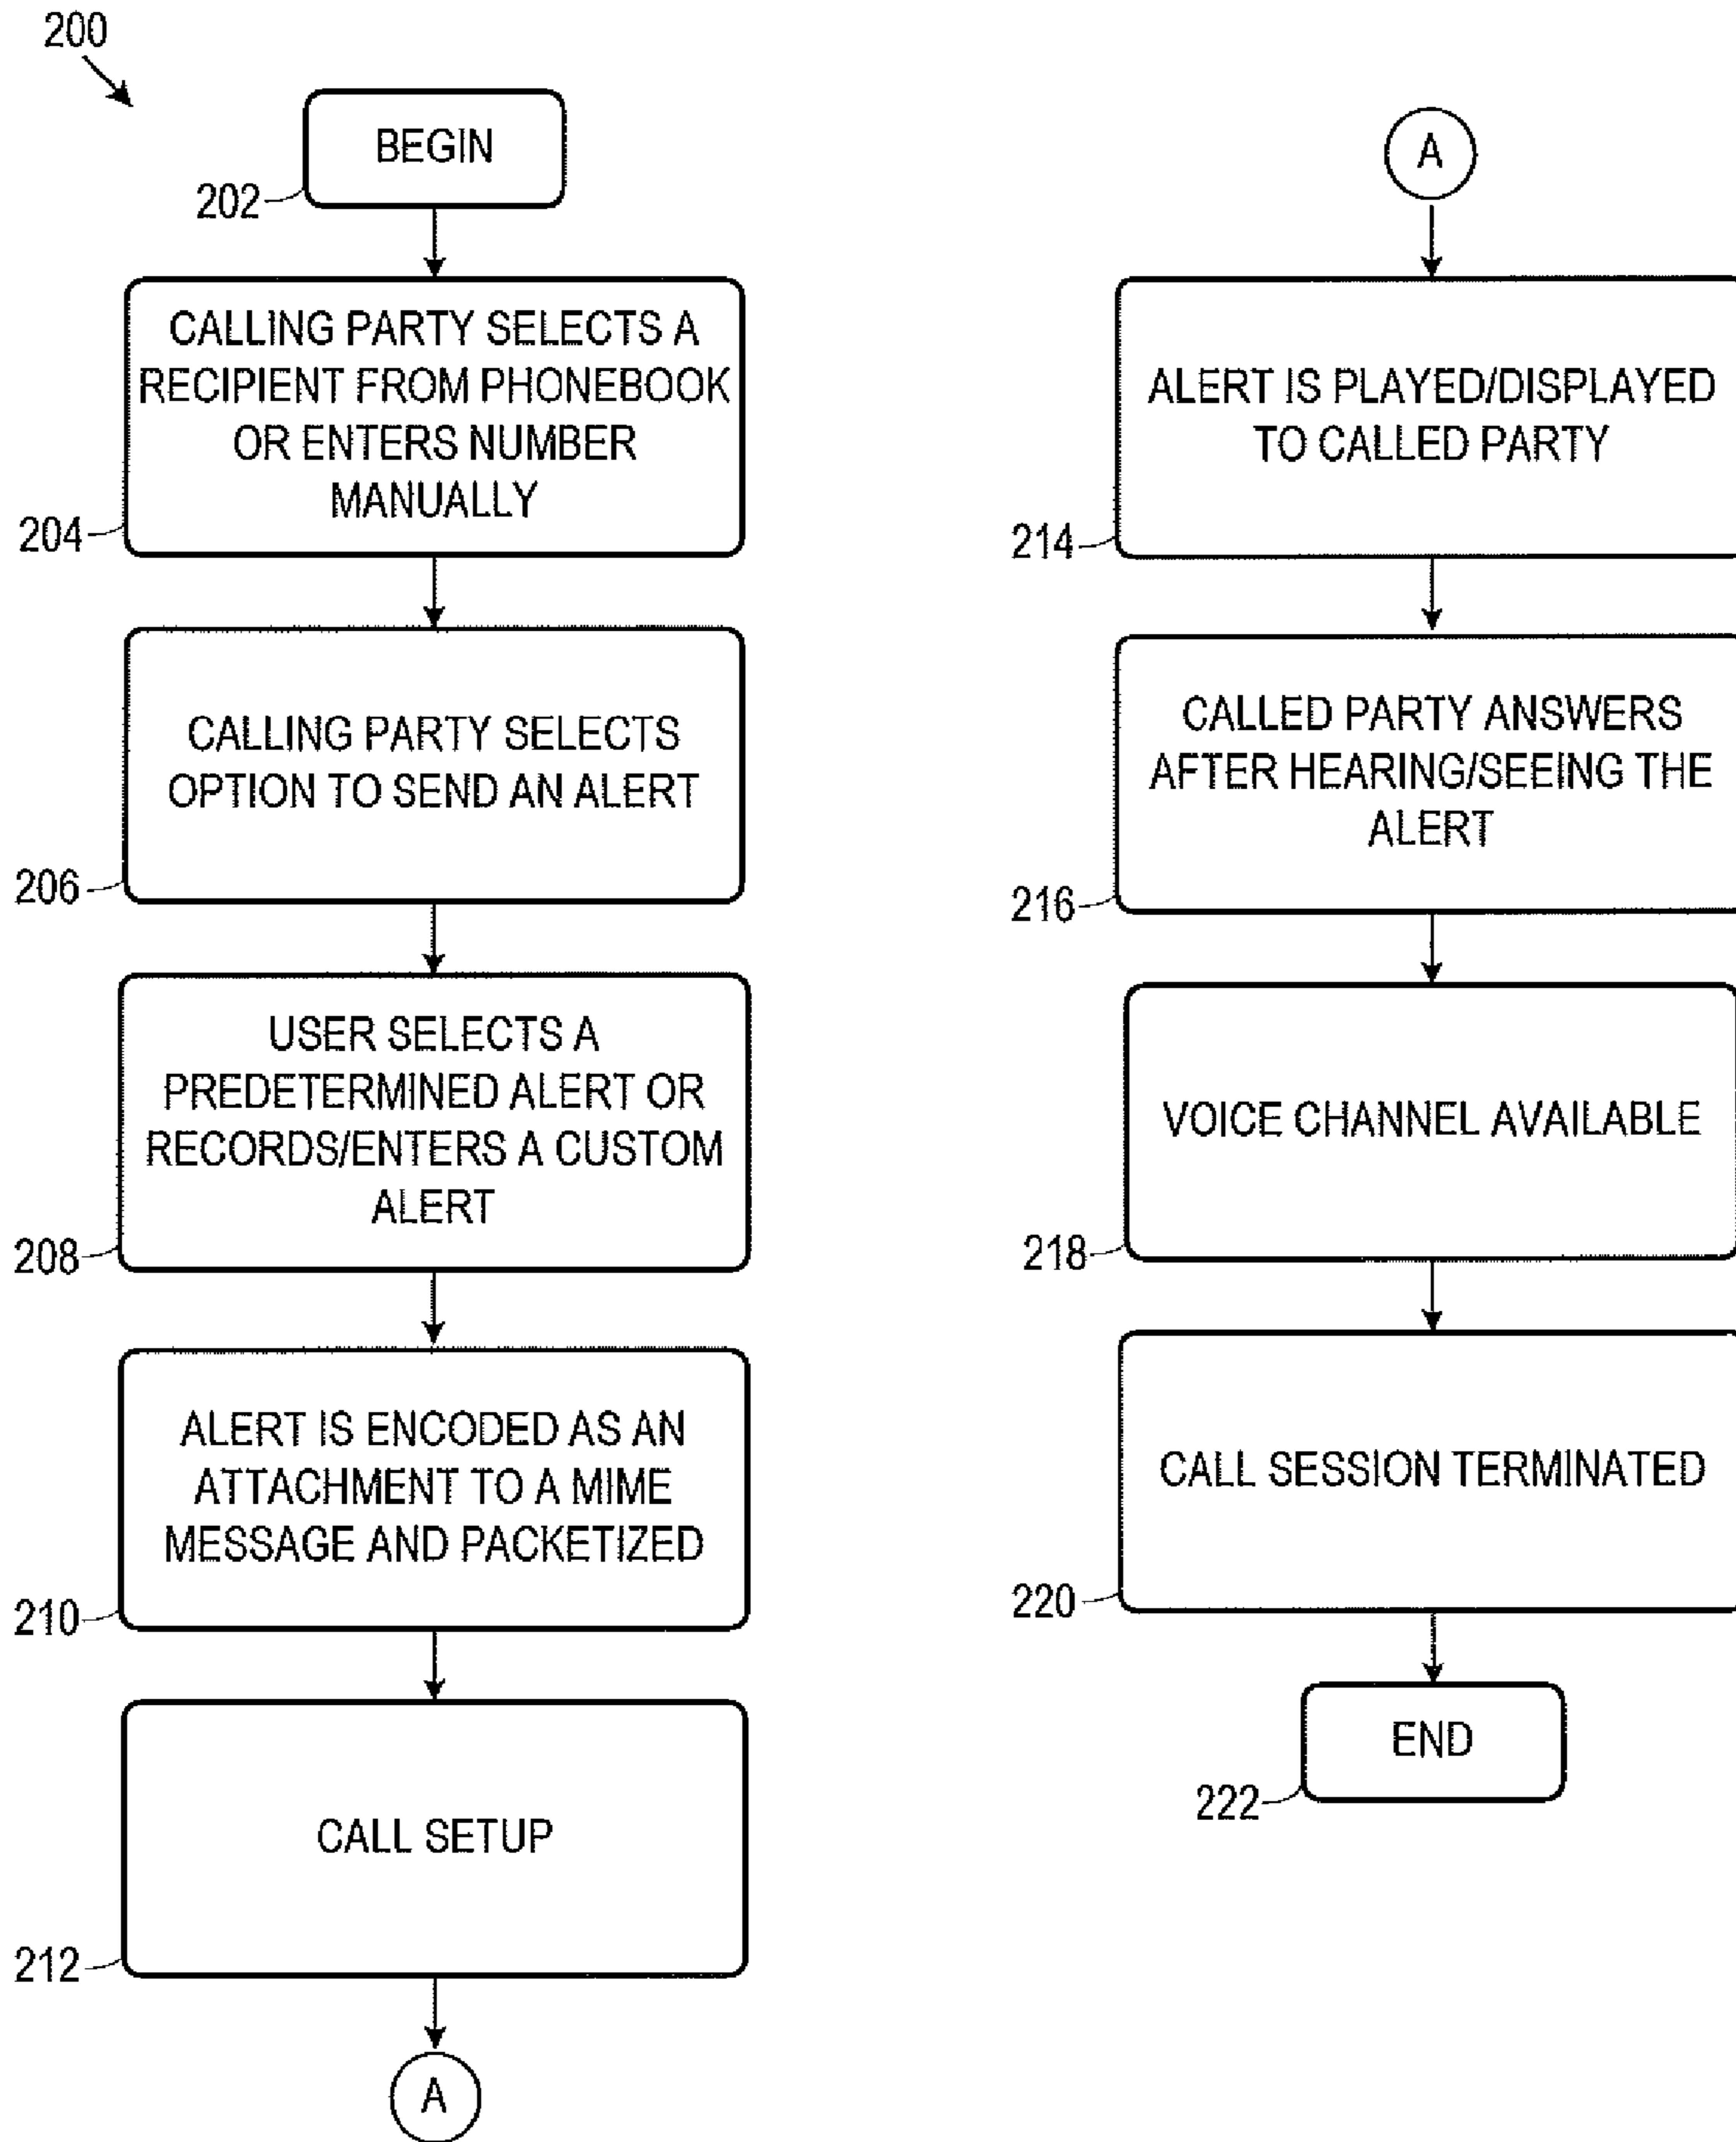 200
BEGIN
202
CALLING PARTY SELECTS A
RECIPIENT FROM PHONEBOOK
OR ENTERS NUMBER
MANUALLY
204
CALLING PARTY SELECTS
OPTION TO SEND AN ALERT
206
USER SELECTS A
PREDETERMINED ALERT OR
RECORDS/ENTERS A CUSTOM
ALERT
208
ALERT IS ENCODED AS AN
ATTACHMENT TO A MIME
MESSAGE AND PACKETIZED
210
CALL SETUP
212
A
A
ALERT IS PLAYED/DISPLAYED
TO CALLED PARTY
214
CALLED PARTY ANSWERS
AFTER HEARING/SEEING THE
ALERT
216
VOICE CHANNEL AVAILABLE
218
CALL SESSION TERMINATED
220
END
222